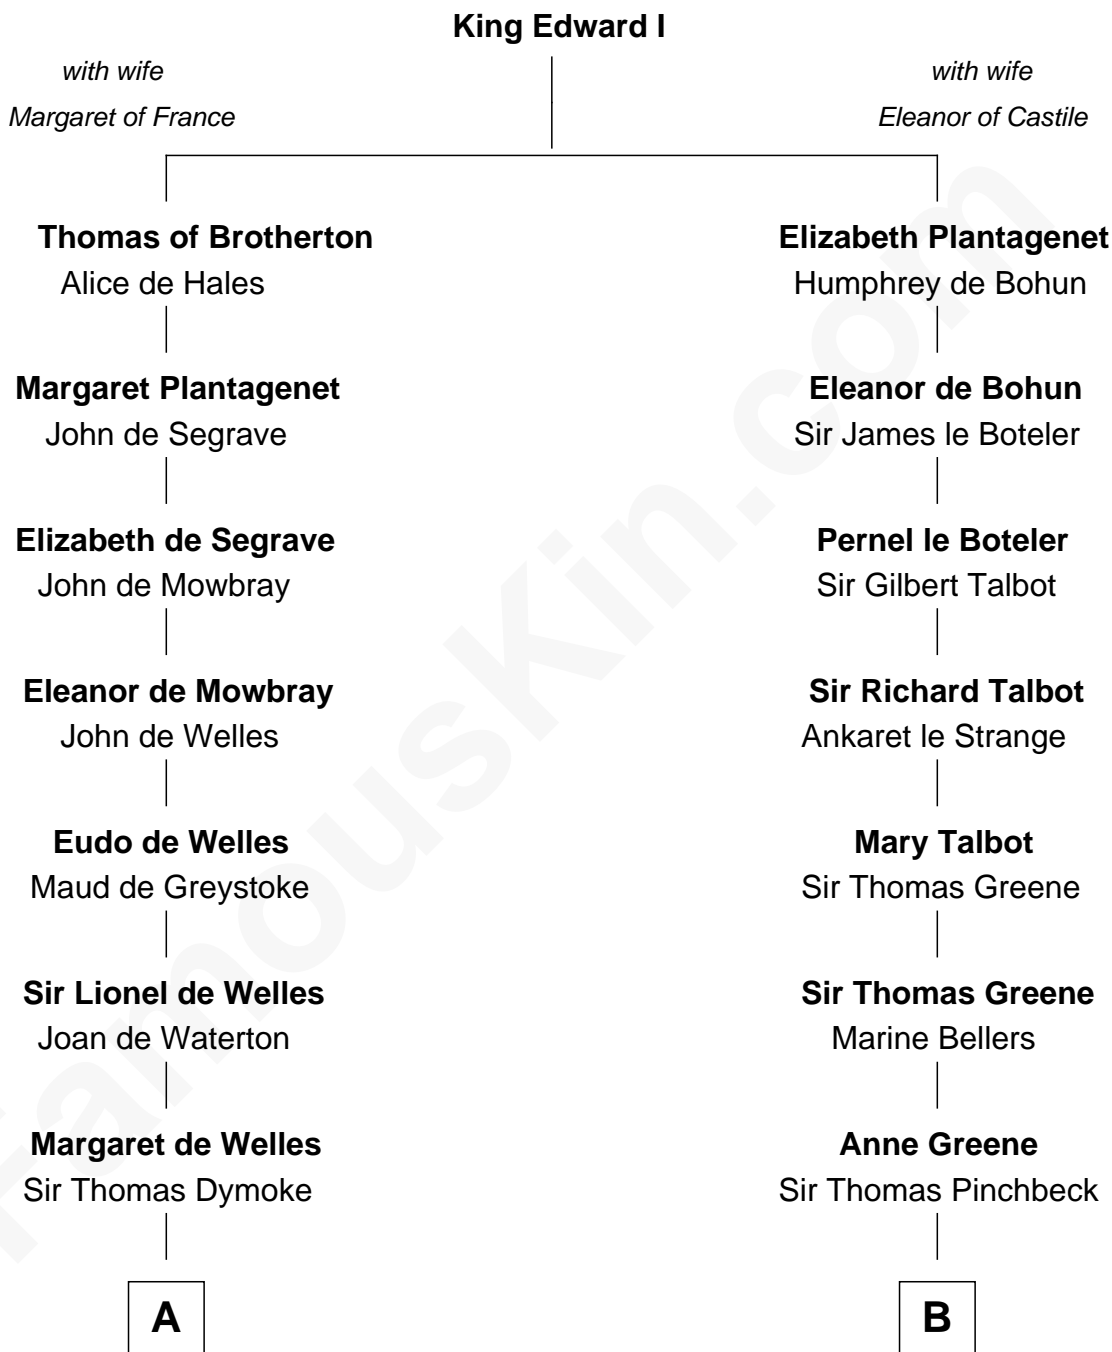 King Edward I
with wife
Margaret of France
with wife
Eleanor of Castile
Thomas of Brotherton
Alice de Hales
Elizabeth Plantagenet
Humphrey de Bohun
Margaret Plantagenet
John de Segrave
Eleanor de Bohun
Sir James le Boteler
Elizabeth de Segrave
John de Mowbray
Pernel le Boteler
Sir Gilbert Talbot
Eleanor de Mowbray
John de Welles
Sir Richard Talbot
Ankaret le Strange
Eudo de Welles
Maud de Greystoke
Mary Talbot
Sir Thomas Greene
Sir Lionel de Welles
Joan de Waterton
Sir Thomas Greene
Marine Bellers
Margaret de Welles
Sir Thomas Dymoke
Anne Greene
Sir Thomas Pinchbeck
A
B
FamousKin.com